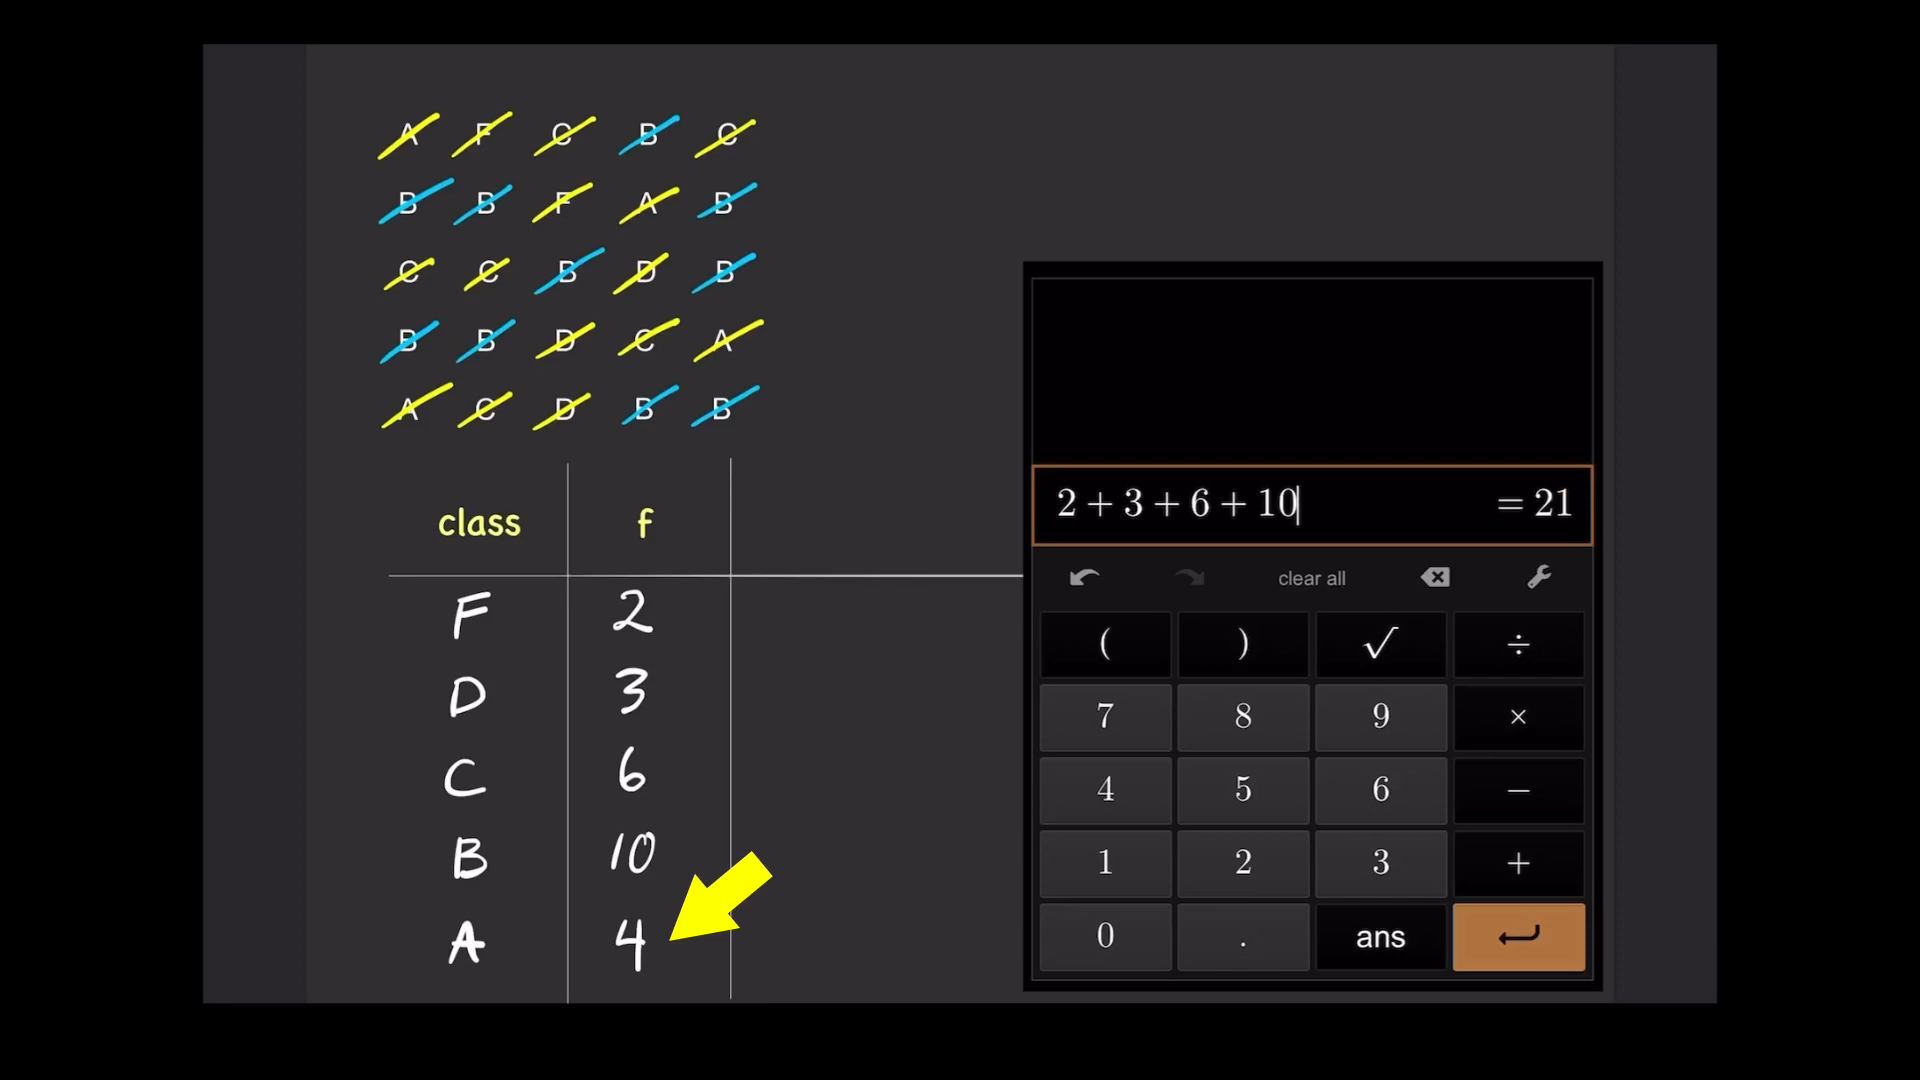 A F C B C
B B F A B
C C B D B
B B D C A
A C D B B
class f
F 2
D 3
C 6
B 10
A 4
2 + 3 + 6 + 10 = 21
clear all
( ) √ ÷
7 8 9 ×
4 5 6 −
1 2 3 +
0 . ans